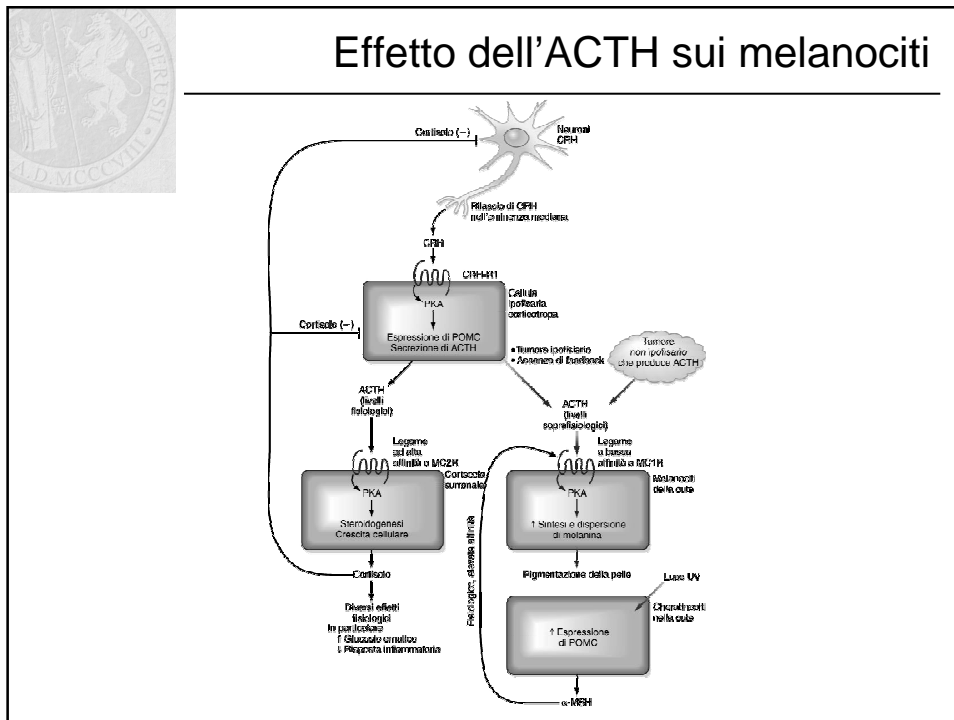 Effetto dell'ACTH sui melanociti
A.D. MCCCVIII
Cortisolo (–)
Neuroni
CRH
Rilascio di CRH
nell'eminenza mediana
CRH
CRH-R1
PKA
Espressione di POMC
Secrezione di ACTH
Cellula
ipofisaria
corticotropa
Cortisolo (–)
• Tumore ipofisario
• Assenza di feedback
Tumore
non ipofisario
che produce ACTH
ACTH
(livelli
fisiologici)
ACTH
(livelli
soprafisiologici)
Legame
ad alta
affinità a MC2R
Corteccia
surrenale
PKA
Steroidogenesi
Crescita cellulare
Legame
a bassa
affinità a MC1R
Melanociti
della cute
PKA
↑ Sintesi e dispersione
di melanina
Cortisolo
Diversi effetti
fisiologici
In particolare
↑ Glucosio ematico
↓ Risposta infiammatoria
Fisiologico, elevata affinità
Pigmentazione della pelle
Luce UV
Cheratinociti
nella cute
↑ Espressione
di POMC
α-MSH